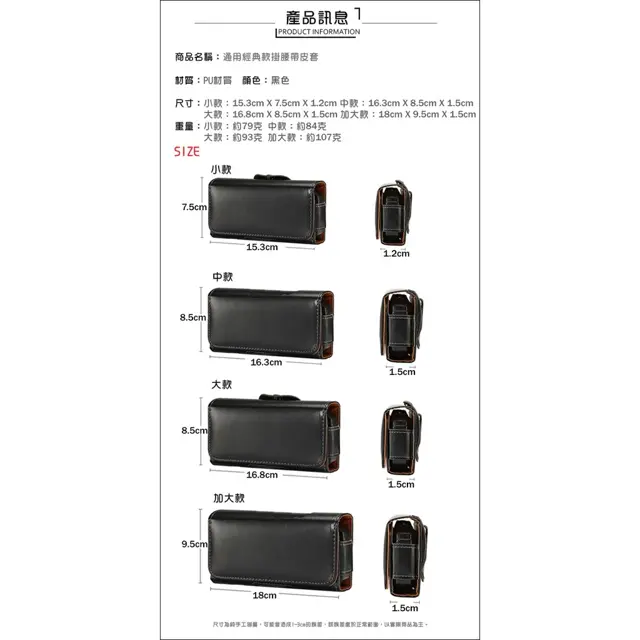 產品訊息
PRODUCT INFORMATION
商品名稱：通用經典款掛腰帶皮套
材質：PU材質 顏色：黑色
尺寸：小款：15.3cm X 7.5cm X 1.2cm 中款：16.3cm X 8.5cm X 1.5cm
大款：16.8cm X 8.5cm X 1.5cm 加大款：18cm X 9.5cm X 1.5cm
重量：小款：約79克 中款：約84克
大款：約93克 加大款：約107克
SIZE
小款
7.5cm
15.3cm
1.2cm
中款
8.5cm
16.3cm
1.5cm
大款
8.5cm
16.8cm
1.5cm
加大款
9.5cm
18cm
1.5cm